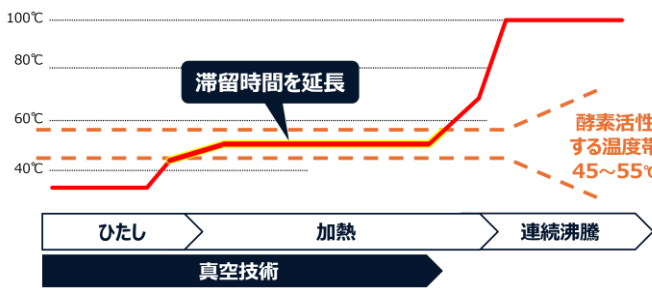 100℃
80℃
滞留時間を延長
60℃
酵素活性
する温度帯
45～55℃
40℃
ひたし
加熱
連続沸騰
真空技術